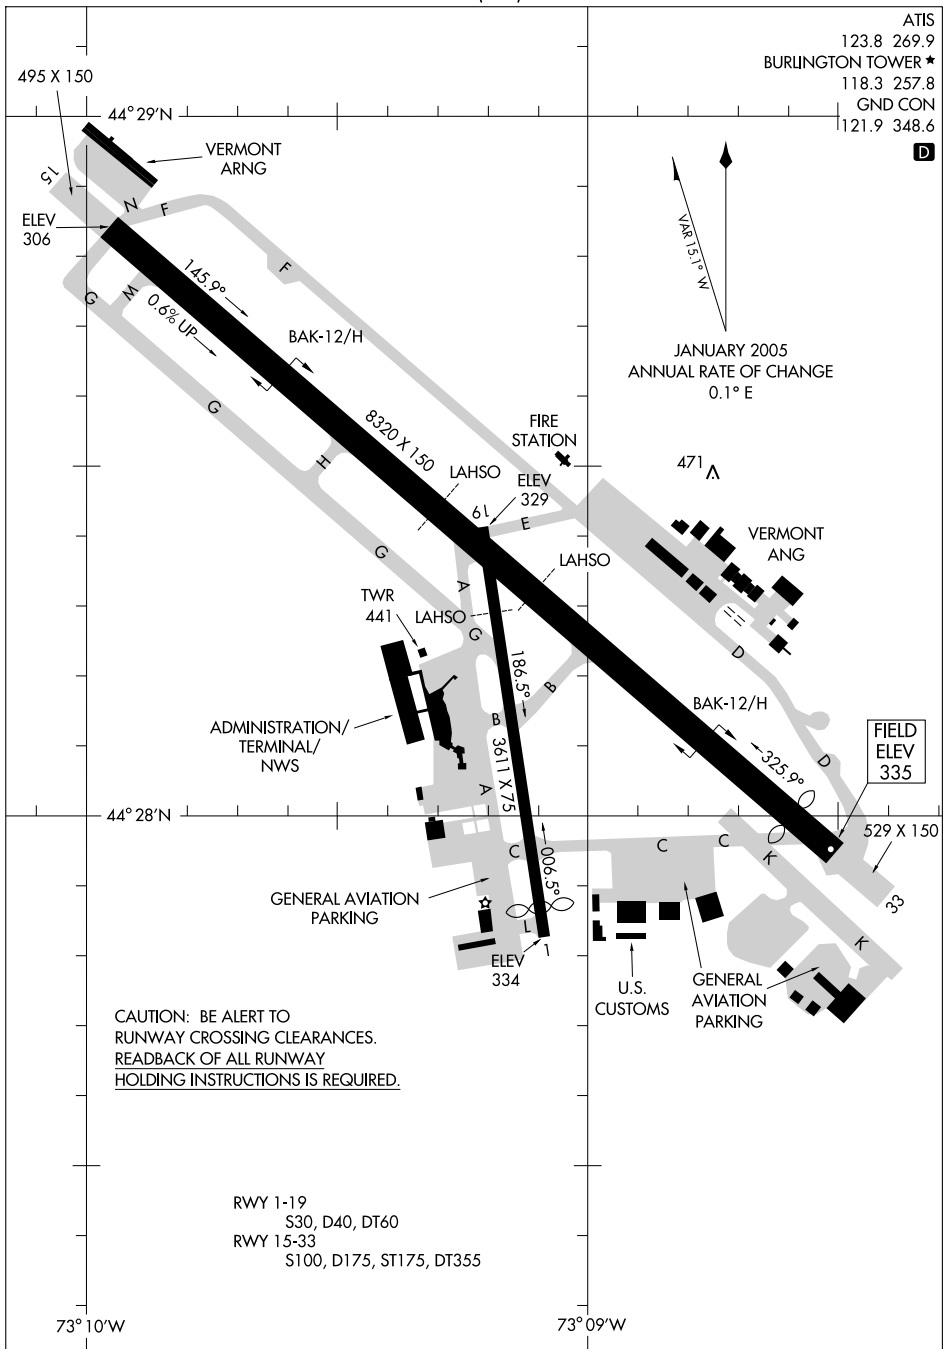 ATIS
123.8 269.9
BURLINGTON TOWER ★
118.3 257.8
GND CON
121.9 348.6
D
495 X 150
44°29'N
VERMONT
ARNG
15
N
F
ELEV
306
F
VAR 15.1° W
145.9°
G
W
0.6% UP
BAK-12/H
JANUARY 2005
ANNUAL RATE OF CHANGE
0.1° E
G
8320 X 150
FIRE
STATION
H
LAHSO
471
ELEV
329
19
E
VERMONT
ANG
G
LAHSO
A
TWR
441
LAHSO
G
D
186.5°
B
BAK-12/H
B
ADMINISTRATION/
TERMINAL/
NWS
FIELD
ELEV
335
325.9°
D
3611 X 75
A
44°28'N
529 X 150
C
C
C
K
006.5°
GENERAL AVIATION
PARKING
33
L
1
K
ELEV
334
U.S.
CUSTOMS
GENERAL
AVIATION
PARKING
CAUTION: BE ALERT TO
RUNWAY CROSSING CLEARANCES.
READBACK OF ALL RUNWAY
HOLDING INSTRUCTIONS IS REQUIRED.
RWY 1-19
S30, D40, DT60
RWY 15-33
S100, D175, ST175, DT355
73°10'W
73°09'W